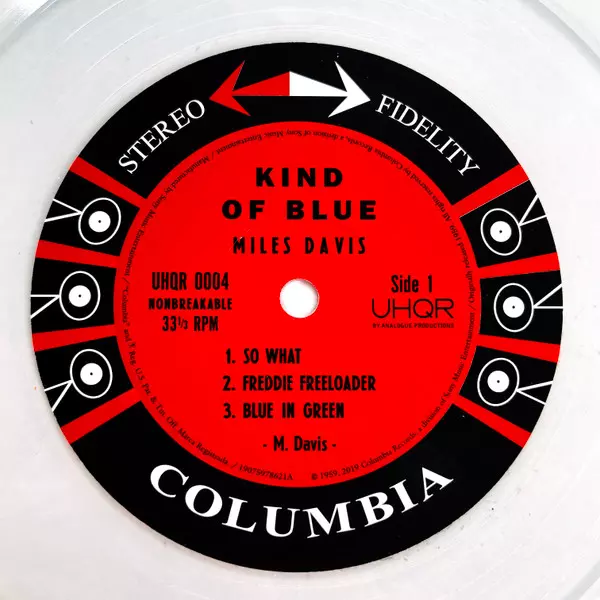 STEREO FIDELITY
KIND
OF BLUE
MILES DAVIS
UHQR 0004
NONBREAKABLE
33⅓ RPM
Side 1
UHQR
BY ANALOGUE PRODUCTIONS
1. SO WHAT
2. FREDDIE FREELOADER
3. BLUE IN GREEN
- M. Davis -
COLUMBIA